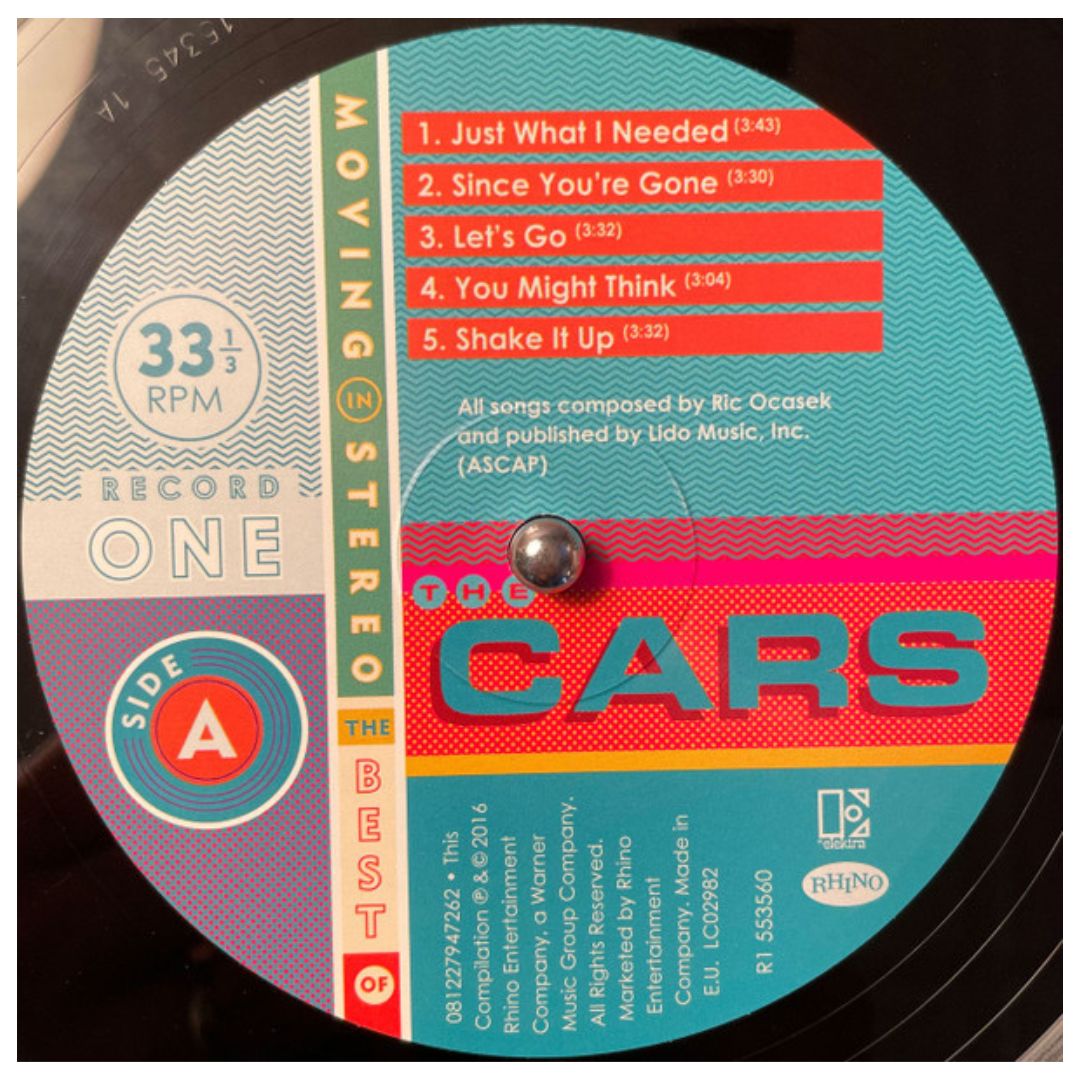 15345 1A
1. Just What I Needed (3:43)
2. Since You're Gone (3:30)
3. Let's Go (3:32)
4. You Might Think (3:04)
5. Shake It Up (3:32)
All songs composed by Ric Ocasek
and published by Lido Music, Inc.
(ASCAP)
33 1/3
RPM
RECORD
ONE
SIDE
A
MOVING IN STEREO THE BEST OF
THE
CARS
081227947262 • This
Compilation ℗ & © 2016
Rhino Entertainment
Company, a Warner
Music Group Company.
All Rights Reserved.
Marketed by Rhino
Entertainment
Company. Made in
E.U. LC02982
R1 553560
elektra
RHINO